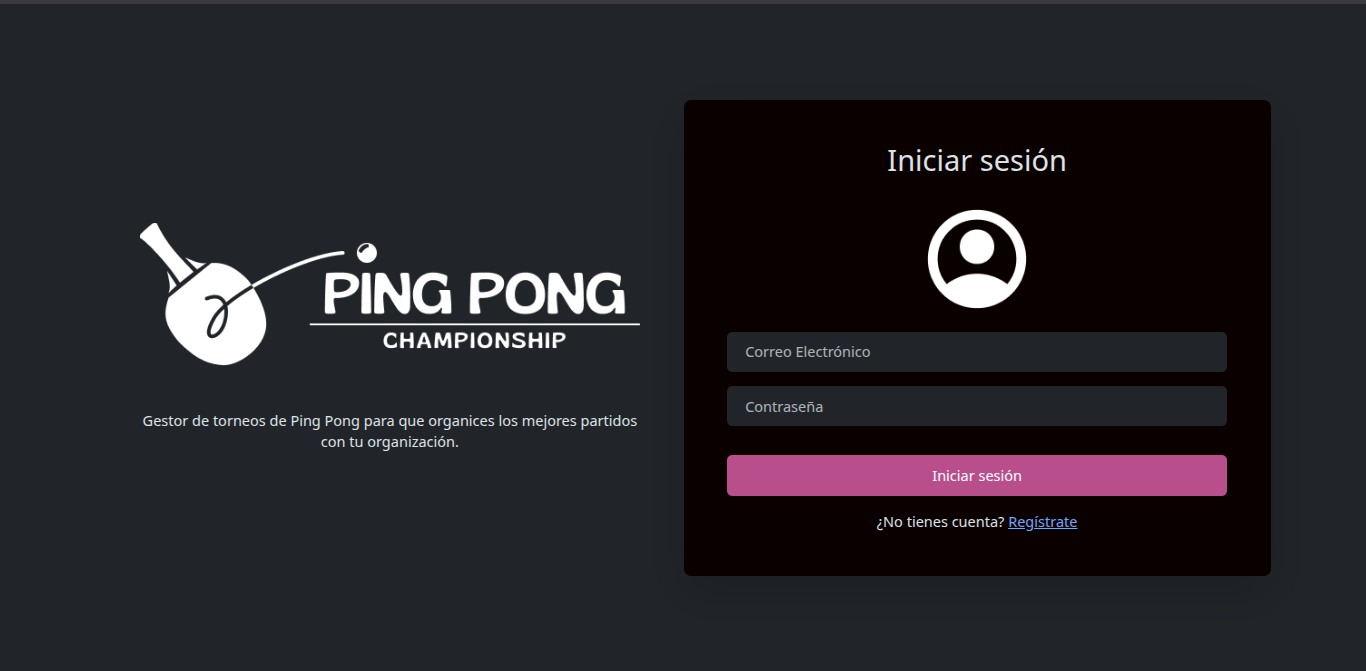 PING PONG
CHAMPIONSHIP
Gestor de torneos de Ping Pong para que organices los mejores partidos
con tu organización.
Iniciar sesión
Correo Electrónico
Contraseña
Iniciar sesión
¿No tienes cuenta? Regístrate